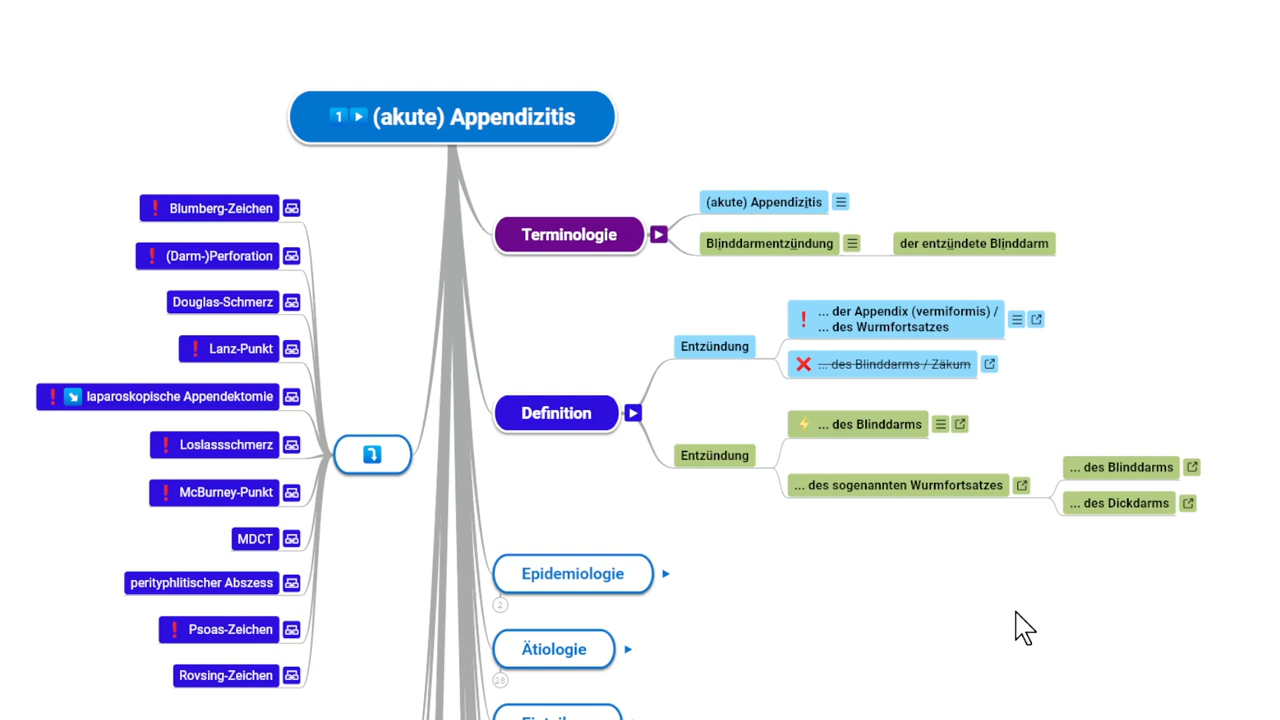 1 (akute) Appendizitis
Blumberg-Zeichen
(Darm-)Perforation
Douglas-Schmerz
Lanz-Punkt
laparoskopische Appendektomie
Loslassschmerz
McBurney-Punkt
MDCT
perityphlitischer Abszess
Psoas-Zeichen
Rovsing-Zeichen
Terminologie
(akute) Appendizitis
Blinddarmentzündung
der entzündete Blinddarm
Definition
Entzündung
... der Appendix (vermiformis) /
... des Wurmfortsatzes
... des Blinddarms / Zäkum
Entzündung
... des Blinddarms
... des sogenannten Wurmfortsatzes
... des Blinddarms
... des Dickdarms
Epidemiologie
2
Ätiologie
28